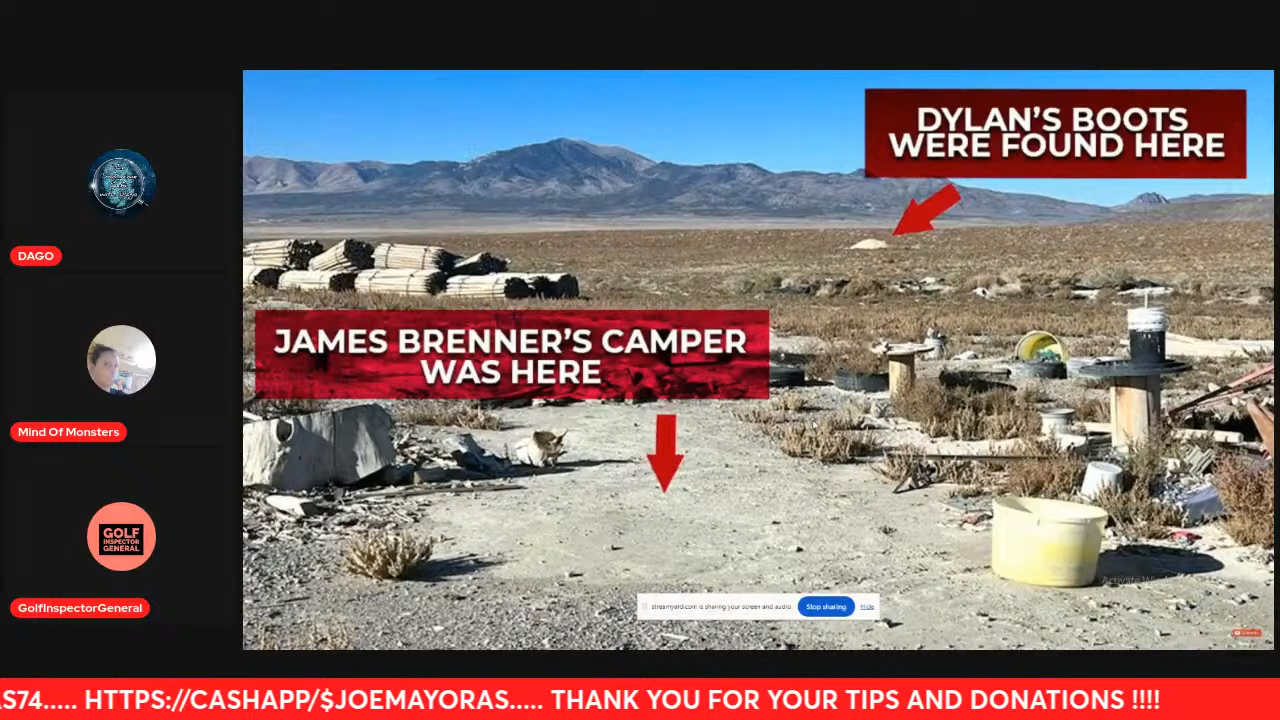 DYLAN'S BOOTS
WERE FOUND HERE
DAGO
JAMES BRENNER'S CAMPER
WAS HERE
Mind Of Monsters
GOLF
INSPECTOR
GENERAL
GolfInspectorGeneral
streamyard.com is sharing your screen and audio. Stop sharing Hide
AS74..... HTTPS://CASHAPP/$JOEMAYORAS..... THANK YOU FOR YOUR TIPS AND DONATIONS !!!!